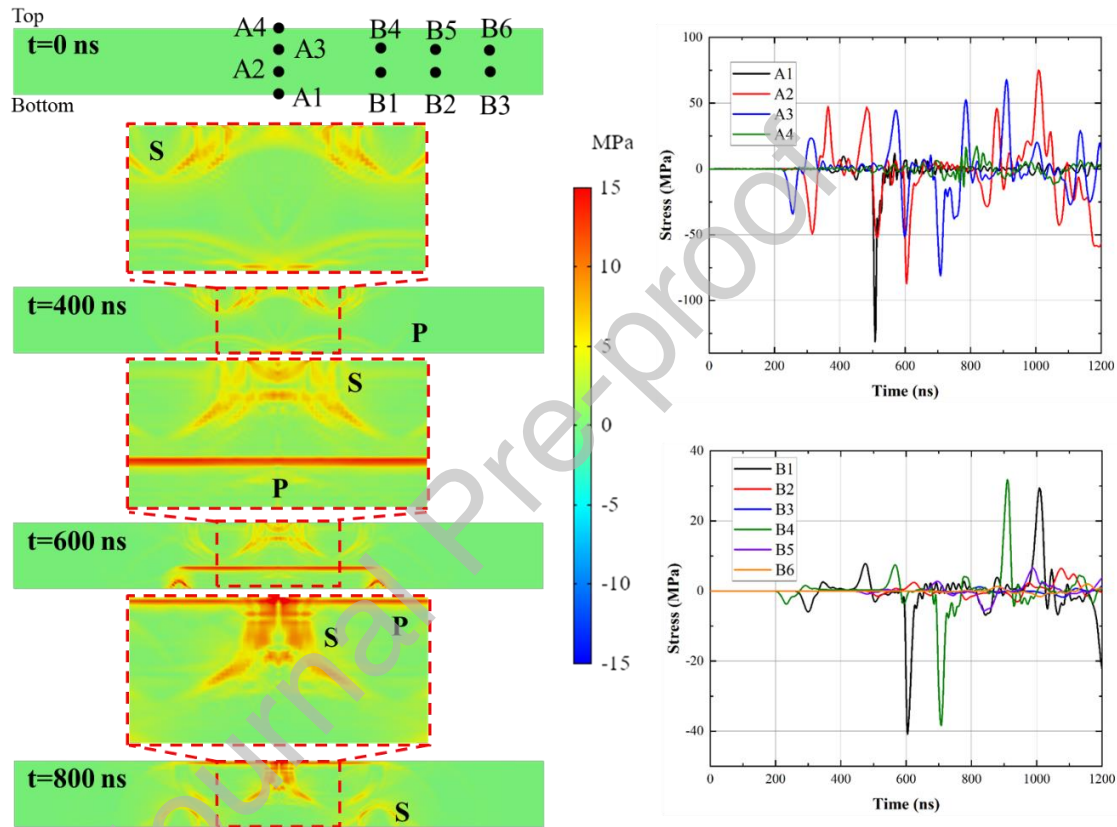 Top
t=0 ns
A4
A3
A2
A1
B4 B5 B6
B1 B2 B3
Bottom
S
t=400 ns
P
S
P
t=600 ns
P
S
t=800 ns
S
MPa
15
10
5
0
-5
-10
-15
Stress (MPa)
100
50
0
-50
-100
A1
A2
A3
A4
0 200 400 600 800 1000 1200
Time (ns)
Stress (MPa)
40
20
0
-20
-40
B1
B2
B3
B4
B5
B6
0 200 400 600 800 1000 1200
Time (ns)
Journal Pre-proof